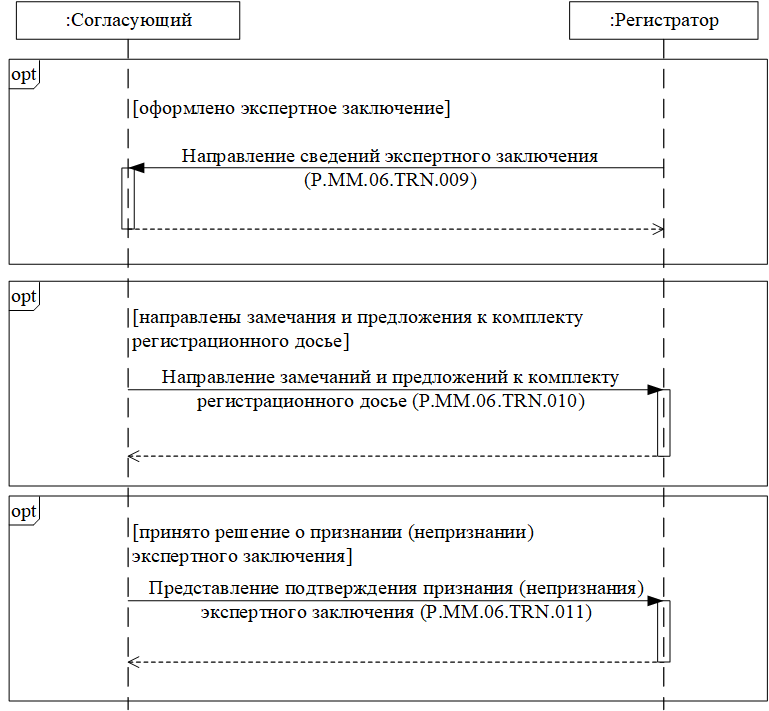 :Согласующий
:Регистратор
opt
[оформлено экспертное заключение]
Направление сведений экспертного заключения
(P.MM.06.TRN.009)
opt
[направлены замечания и предложения к комплекту
регистрационного досье]
Направление замечаний и предложений к комплекту
регистрационного досье (P.MM.06.TRN.010)
opt
[принято решение о признании (непризнании)
экспертного заключения]
Представление подтверждения признания (непризнания)
экспертного заключения (P.MM.06.TRN.011)